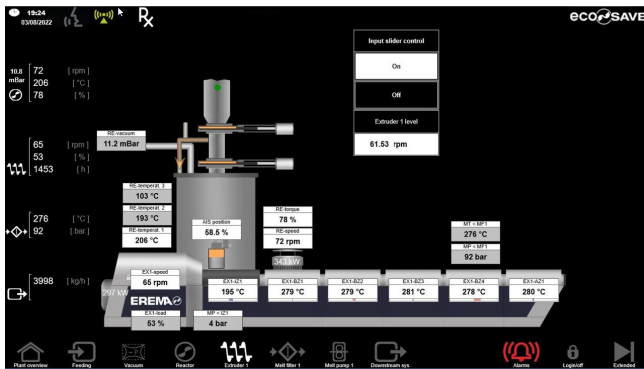 19:24
03/08/2022
Rx
ecoSAVE
10.8
mBar
72 [ rpm ]
206 [ °C ]
78 [ % ]
65 [ rpm ]
53 [ % ]
1453 [ h ]
276 [ °C ]
92 [ bar ]
3998 [ kg/h ]
Input slider control
On
Off
Extruder 1 level
61.53 rpm
RE-vacuum
11.2 mBar
RE-temperat. 3
103 °C
RE-temperat. 2
193 °C
RE-temperat. 1
206 °C
AIS position
58.5 %
RE-torque
78 %
RE-speed
72 rpm
343 kW
MT < MF1
276 °C
MP < MF1
92 bar
EX1-speed
65 rpm
297 kW
EREMA
EX1-load
53 %
MP < IZ1
4 bar
EX1-IZ1
195 °C
EX1-BZ1
279 °C
EX1-BZ2
279 °C
EX1-BZ3
281 °C
EX1-BZ4
278 °C
EX1-AZ1
280 °C
Plant overview
Feeding
Vacuum
Reactor
Extruder 1
Melt filter 1
Melt pump 1
Downstream sys.
Alarms
Login/off
Extended